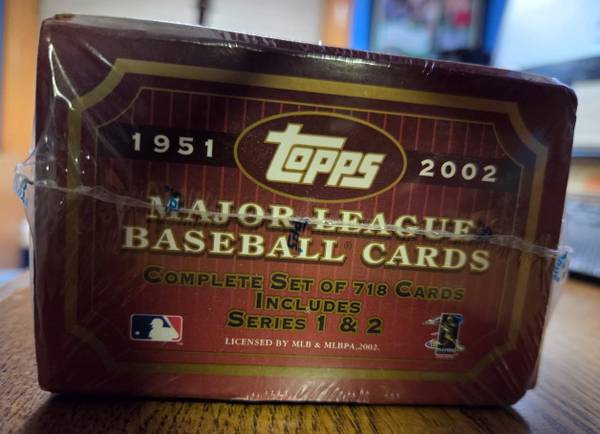 1951 Topps 2002
MAJOR LEAGUE
BASEBALL® CARDS
COMPLETE SET OF 718 CARDS
INCLUDES
SERIES 1 & 2
LICENSED BY MLB & MLBPA, 2002.